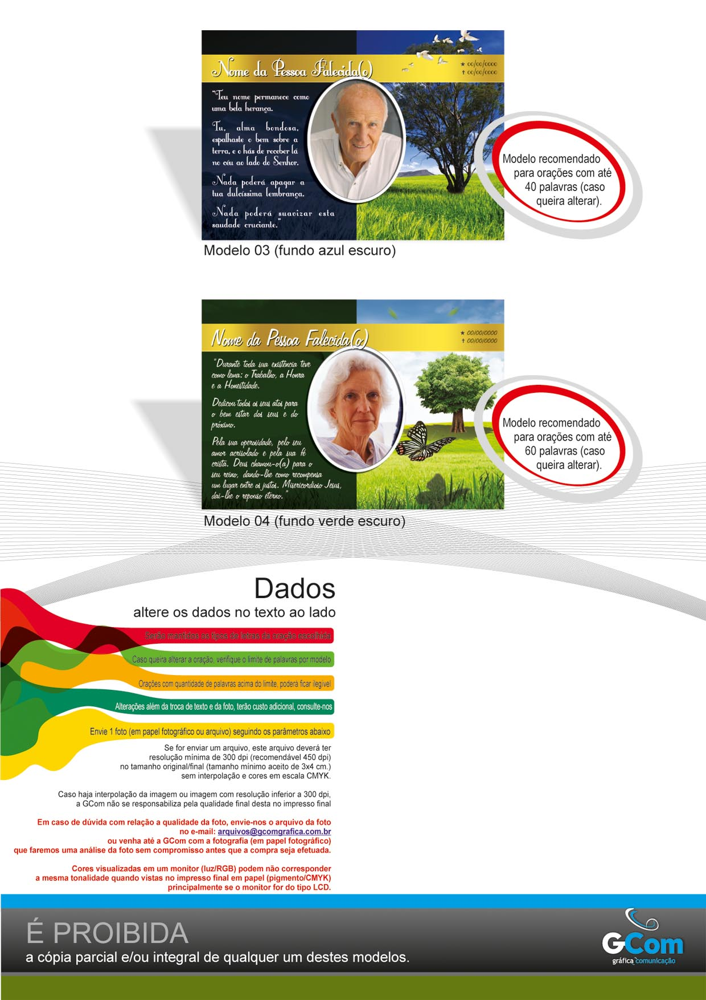 Nome da Pessoa Falecida(o)
★ 00/00/0000
✝ 00/00/0000
“Teu nome permanece como
uma bela herança.
Tu, alma bondosa,
espalhaste o bem sobre a
terra, e o hás de receber lá
no céu ao lado do Senhor.
Nada poderá apagar a
tua dulcíssima lembrança.
Nada poderá suavizar esta
saudade cruciante.”
Modelo recomendado
para orações com até
40 palavras (caso
queira alterar).
Modelo 03 (fundo azul escuro)
Nome da Pessoa Falecida(o)
★ 00/00/0000
✝ 00/00/0000
“Durante toda sua existência teve
como lema: o Trabalho, a Honra
e a Honestidade.
Dedicou todos os seus atos para
o bem estar dos seus e do
próximo.
Pela sua operosidade, pelo seu
amor acrisolado e pela sua fé
crista. Deus chamou-o(a) para o
seu reino, dando-lhe como recompensa
um lugar entre os justos. Misericordioso Jesus,
dai-lhe o repouso eterno.”
Modelo recomendado
para orações com até
60 palavras (caso
queira alterar).
Modelo 04 (fundo verde escuro)
Dados
altere os dados no texto ao lado
Serão mantidos os tipos de letras da oração escolhida
Caso queira alterar a oração, verifique o limite de palavras por modelo
Orações com quantidade de palavras acima do limite, poderá ficar ilegível
Alterações além da troca de texto e da foto, terão custo adicional, consulte-nos
Envie 1 foto (em papel fotográfico ou arquivo) seguindo os parâmetros abaixo
Se for enviar um arquivo, este arquivo deverá ter
resolução mínima de 300 dpi (recomendável 450 dpi)
no tamanho original/final (tamanho mínimo aceito de 3x4 cm.)
sem interpolação e cores em escala CMYK.
Caso haja interpolação da imagem ou imagem com resolução inferior a 300 dpi,
a GCom não se responsabiliza pela qualidade final desta no impresso final
Em caso de dúvida com relação a qualidade da foto, envie-nos o arquivo da foto
no e-mail: arquivos@gcomgrafica.com.br
ou venha até a GCom com a fotografia (em papel fotográfico)
que faremos uma análise da foto sem compromisso antes que a compra seja efetuada.
Cores visualizadas em um monitor (luz/RGB) podem não corresponder
a mesma tonalidade quando vistas no impresso final em papel (pigmento/CMYK)
principalmente se o monitor for do tipo LCD.
É PROIBIDA
a cópia parcial e/ou integral de qualquer um destes modelos.
GCom
gráfica comunicação